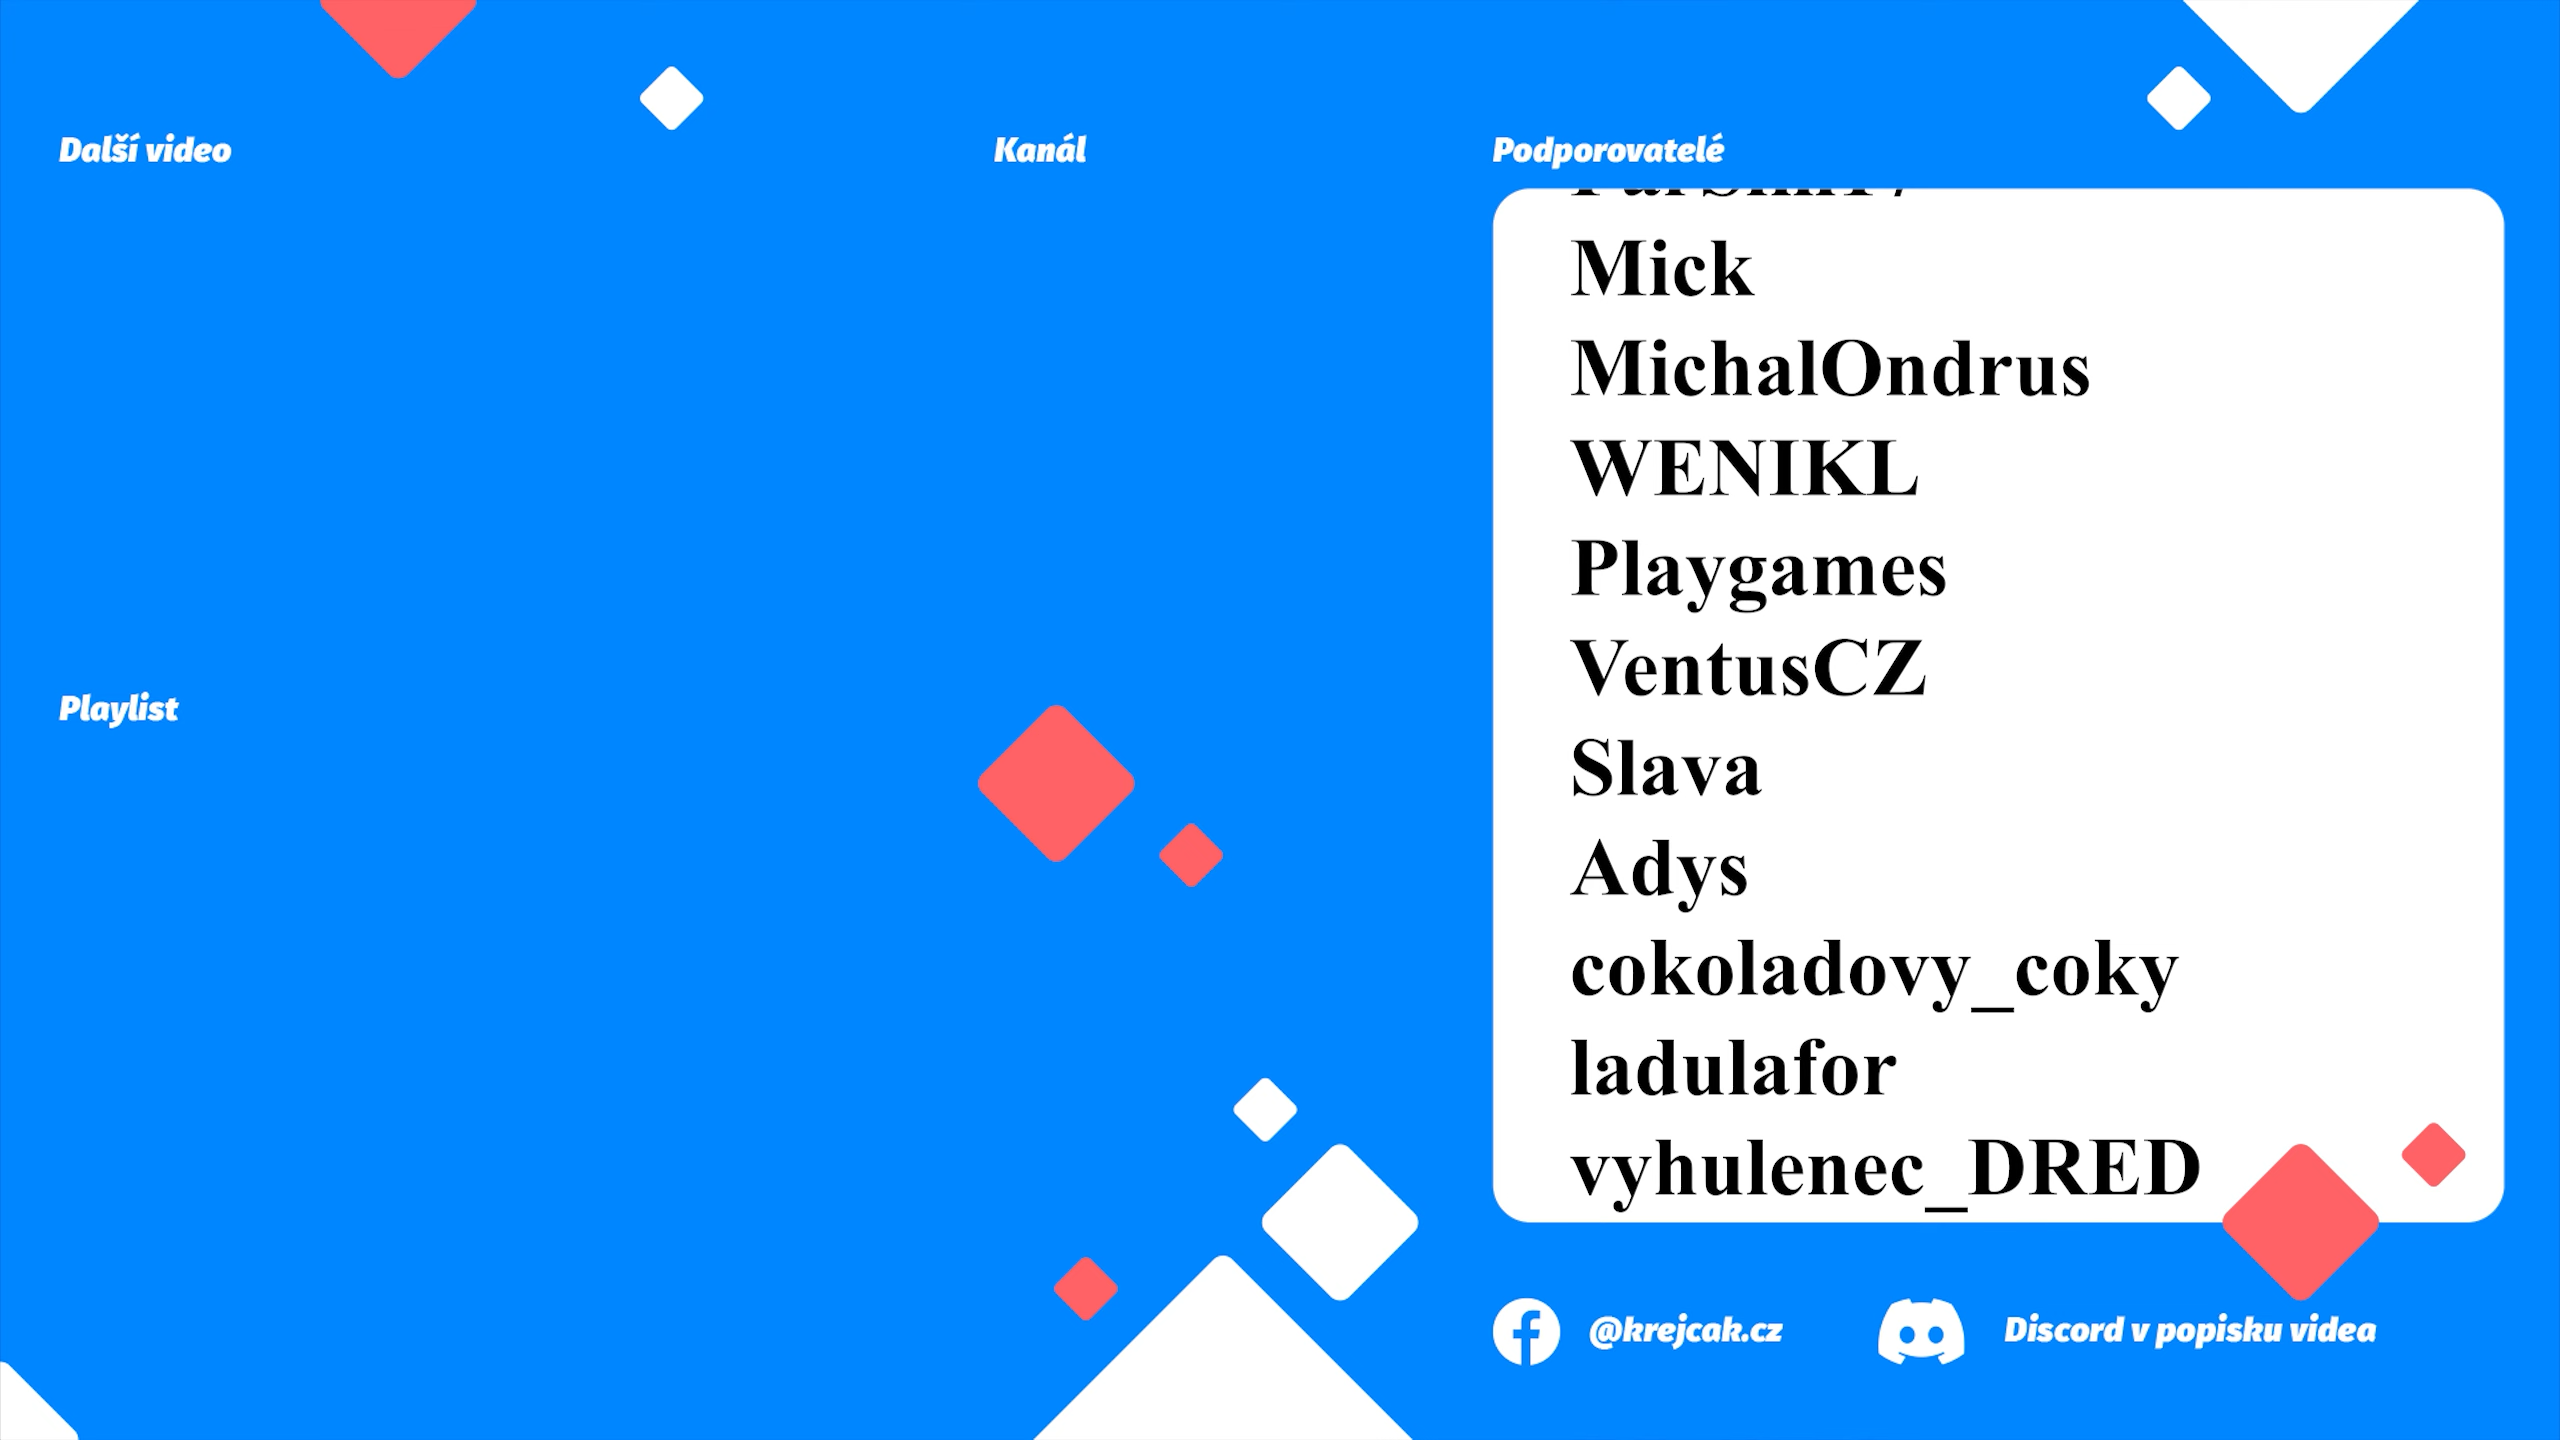 Další video
Kanál
Podporovatelé
Mick
MichalOndrus
WENIKL
Playgames
VentusCZ
Slava
Adys
cokoladovy_coky
ladulafor
vyhulenec_DRED
Playlist
@krejcak.cz
Discord v popisku videa